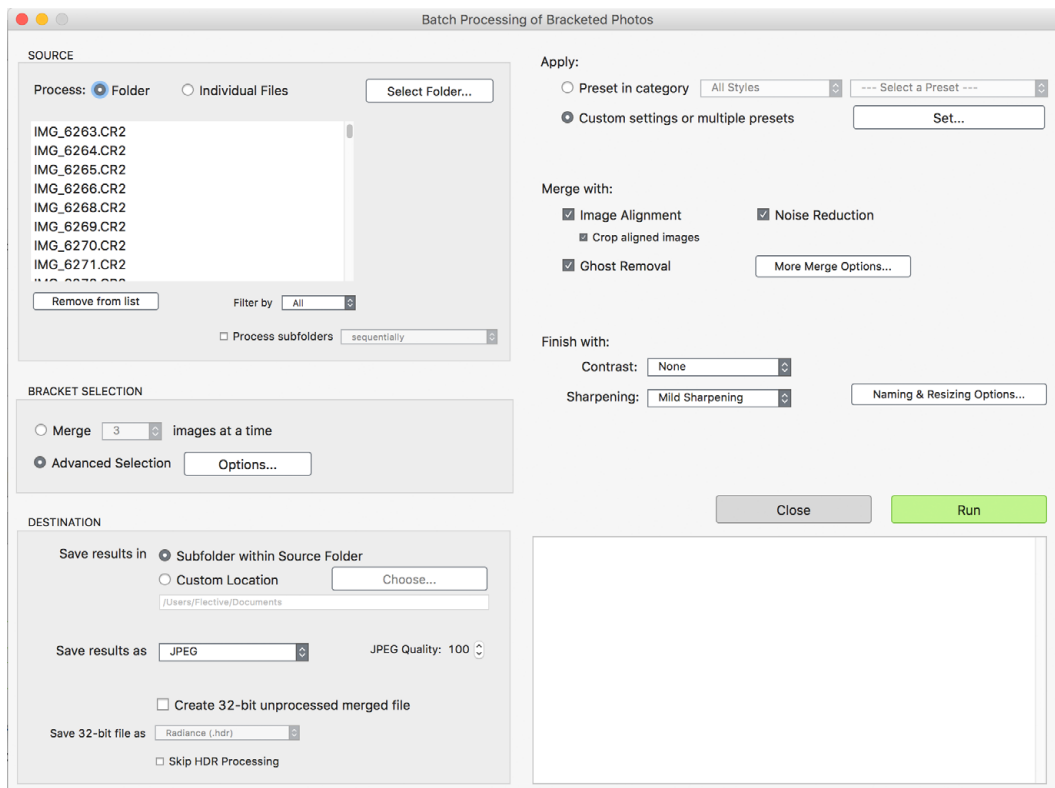 Batch Processing of Bracketed Photos
SOURCE
Process: Folder Individual Files Select Folder...
IMG_6263.CR2
IMG_6264.CR2
IMG_6265.CR2
IMG_6266.CR2
IMG_6268.CR2
IMG_6269.CR2
IMG_6270.CR2
IMG_6271.CR2
Remove from list Filter by All
Process subfolders sequentially
BRACKET SELECTION
Merge 3 images at a time
Advanced Selection Options...
DESTINATION
Save results in Subfolder within Source Folder
Custom Location Choose...
/Users/Flective/Documents
Save results as JPEG JPEG Quality: 100
Create 32-bit unprocessed merged file
Save 32-bit file as Radiance (.hdr)
Skip HDR Processing
Apply:
Preset in category All Styles --- Select a Preset ---
Custom settings or multiple presets Set...
Merge with:
Image Alignment Noise Reduction
Crop aligned images
Ghost Removal More Merge Options...
Finish with:
Contrast: None
Sharpening: Mild Sharpening Naming & Resizing Options...
Close Run